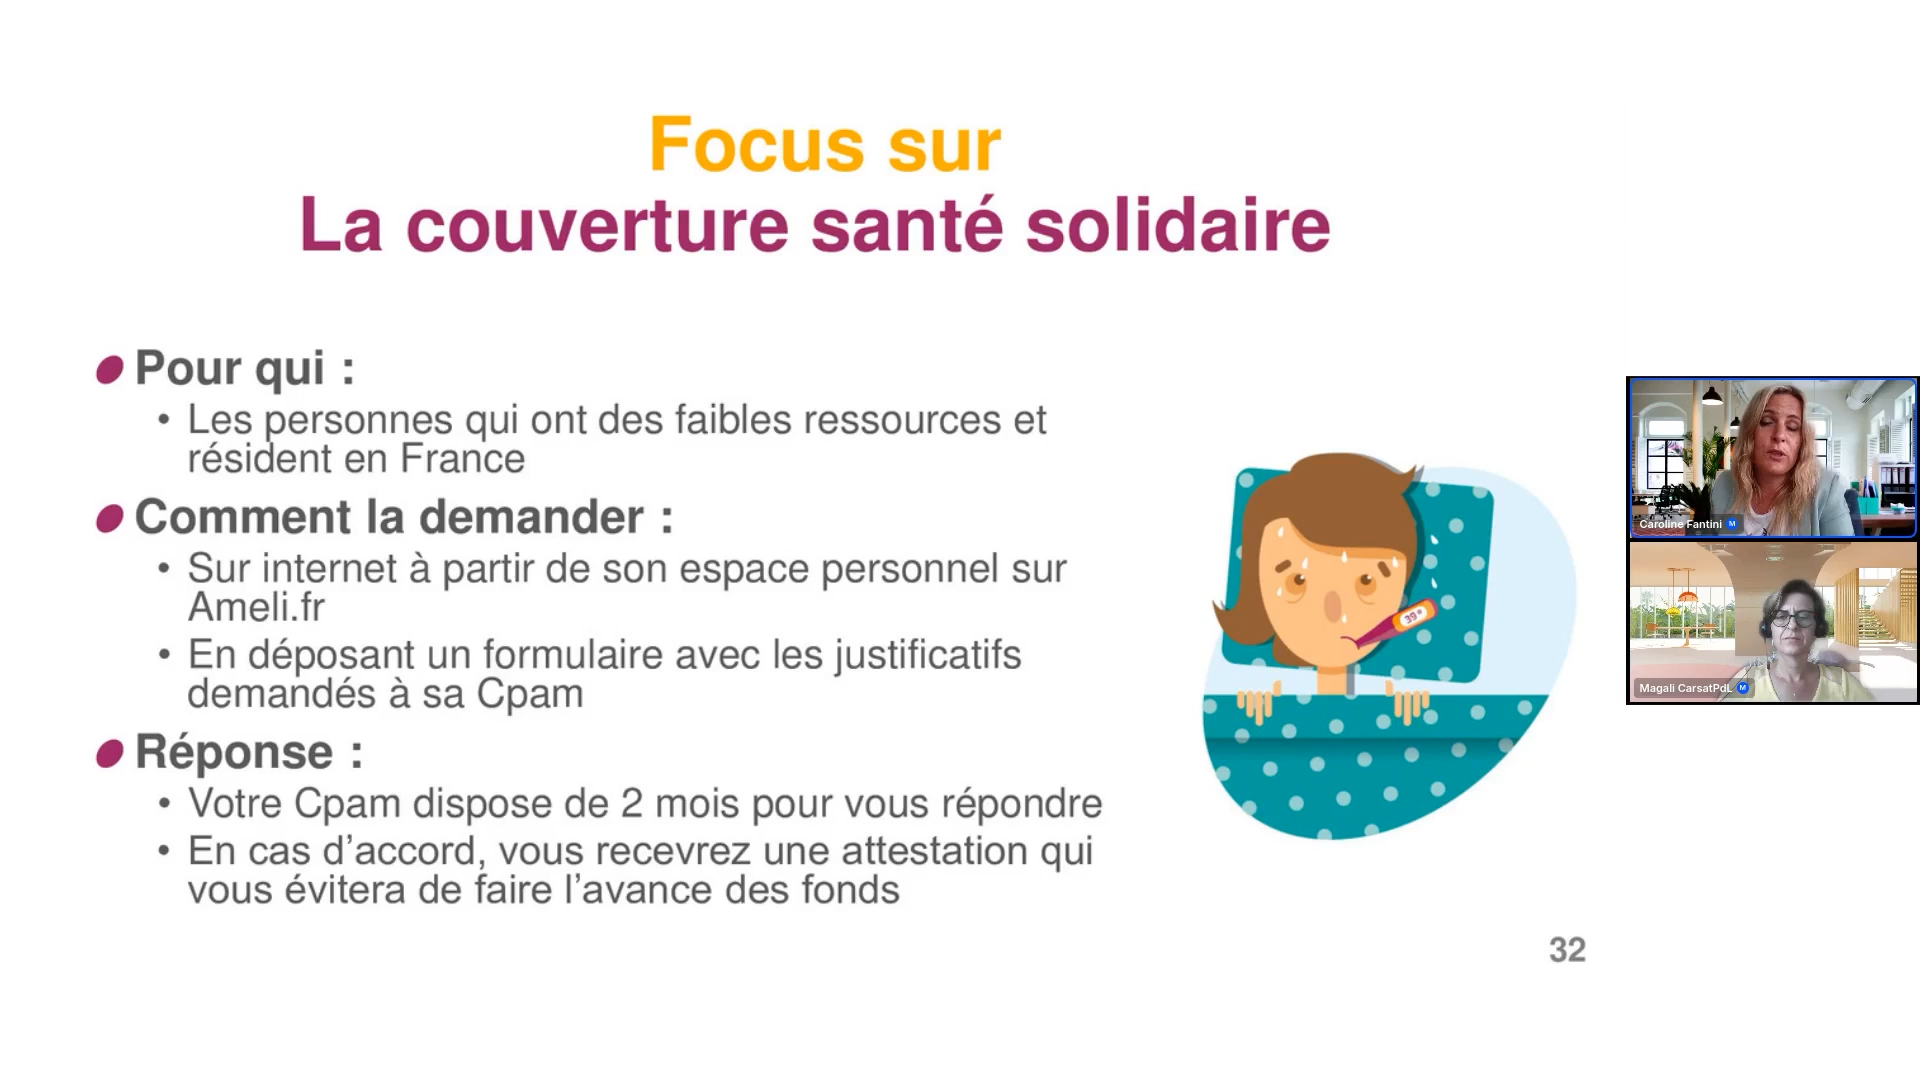 Focus sur
La couverture santé solidaire
Pour qui :
• Les personnes qui ont des faibles ressources et
résident en France
Comment la demander :
• Sur internet à partir de son espace personnel sur
Ameli.fr
• En déposant un formulaire avec les justificatifs
demandés à sa Cpam
Réponse :
• Votre Cpam dispose de 2 mois pour vous répondre
• En cas d’accord, vous recevrez une attestation qui
vous évitera de faire l’avance des fonds
39°
32
Caroline Fantini M
Magali CarsatPdL M